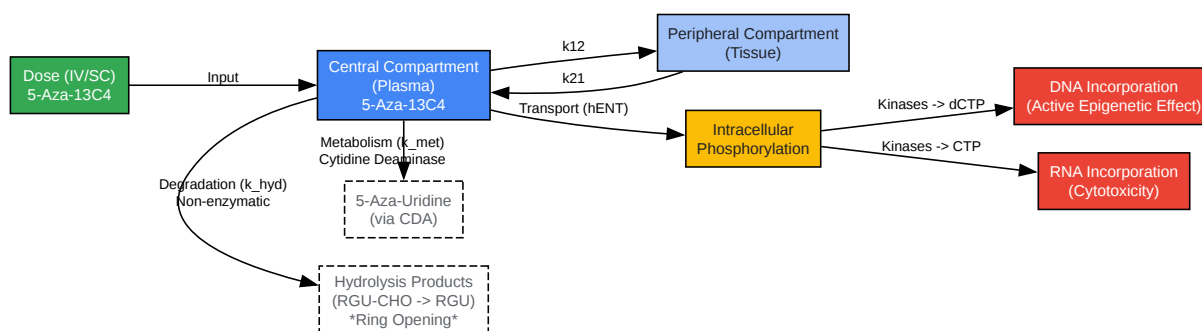 Dose (IV/SC)
5-Aza-13C4
Input
Central Compartment
(Plasma)
5-Aza-13C4
k12
k21
Peripheral Compartment
(Tissue)
Transport (hENT)
Intracellular
Phosphorylation
Kinases -> dCTP
DNA Incorporation
(Active Epigenetic Effect)
Kinases -> CTP
RNA Incorporation
(Cytotoxicity)
Metabolism (k_met)
Cytidine Deaminase
5-Aza-Uridine
(via CDA)
Degradation (k_hyd)
Non-enzymatic
Hydrolysis Products
(RGU-CHO -> RGU)
*Ring Opening*